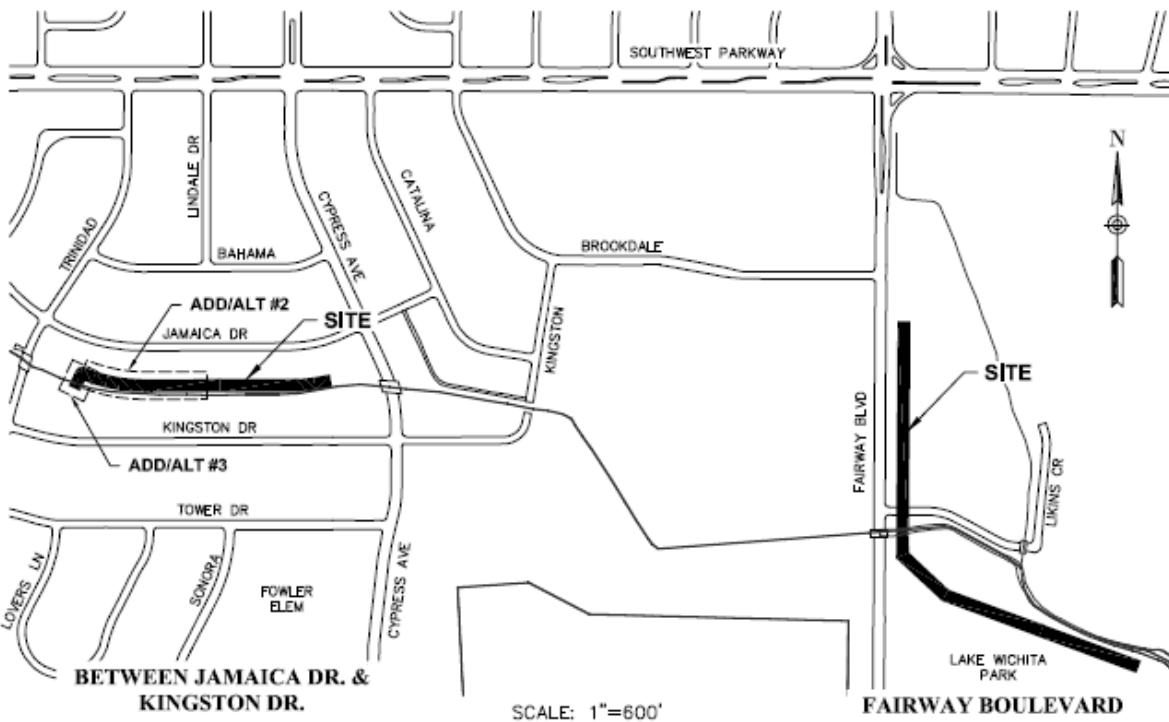 SOUTHWEST PARKWAY
N
LINDALE DR
CYPRESS AVE
CATALINA
TRINIDAD
BAHAMA
BROOKDALE
ADD/ALT #2
SITE
JAMAICA DR
KINGSTON
SITE
KINGSTON DR
ADD/ALT #3
FAIRWAY BLVD
LIKINS CR
TOWER DR
LOVERS LN
SONORA
FOWLER
ELEM
CYPRESS AVE
LAKE WICHITA
PARK
BETWEEN JAMAICA DR. &
KINGSTON DR.
SCALE: 1"=600'
FAIRWAY BOULEVARD